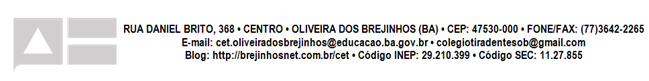 RUA DANIEL BRITO, 368 • CENTRO • OLIVEIRA DOS BREJINHOS (BA) • CEP: 47530-000 • FONE/FAX: (77)3642-2265
E-mail: cet.oliveiradosbrejinhos@educacao.ba.gov.br • colegiotiradentesob@gmail.com
Blog: http://brejinhosnet.com.br/cet • Código INEP: 29.210.399 • Código SEC: 11.27.855